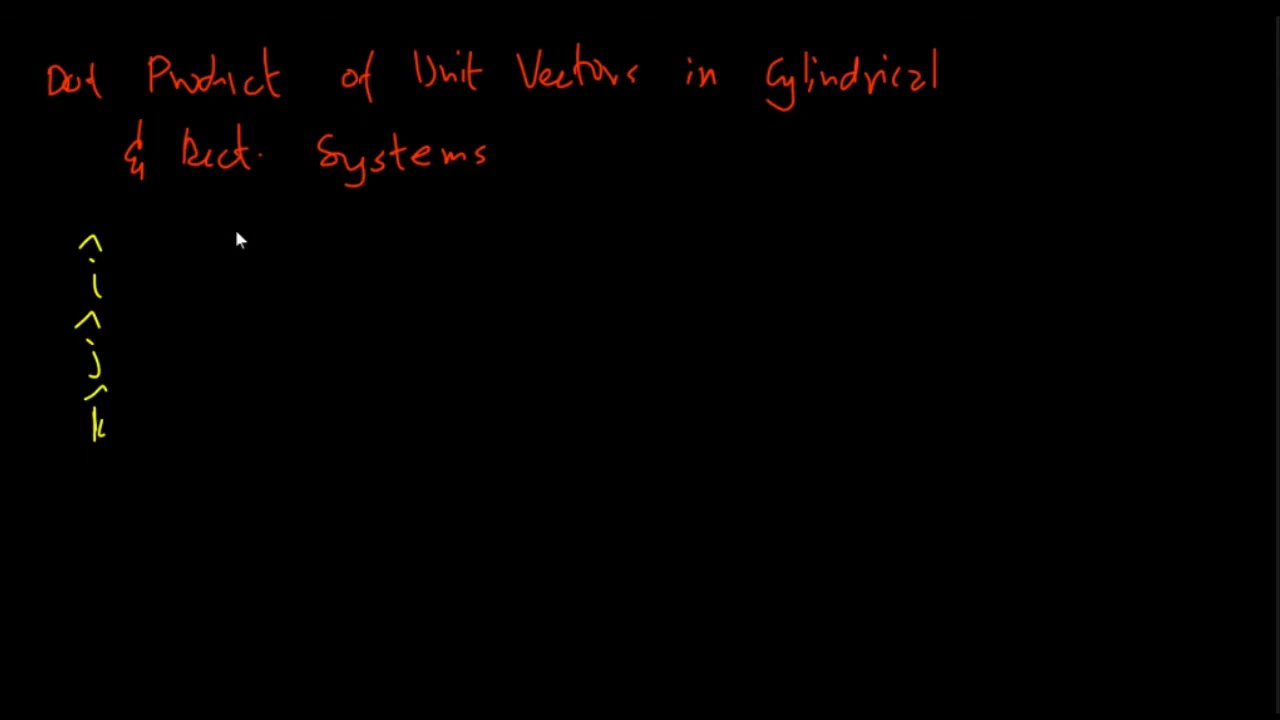 Dot Product of Unit Vectors in Cylindrical
& Rect. Systems
î
ĵ
k̂